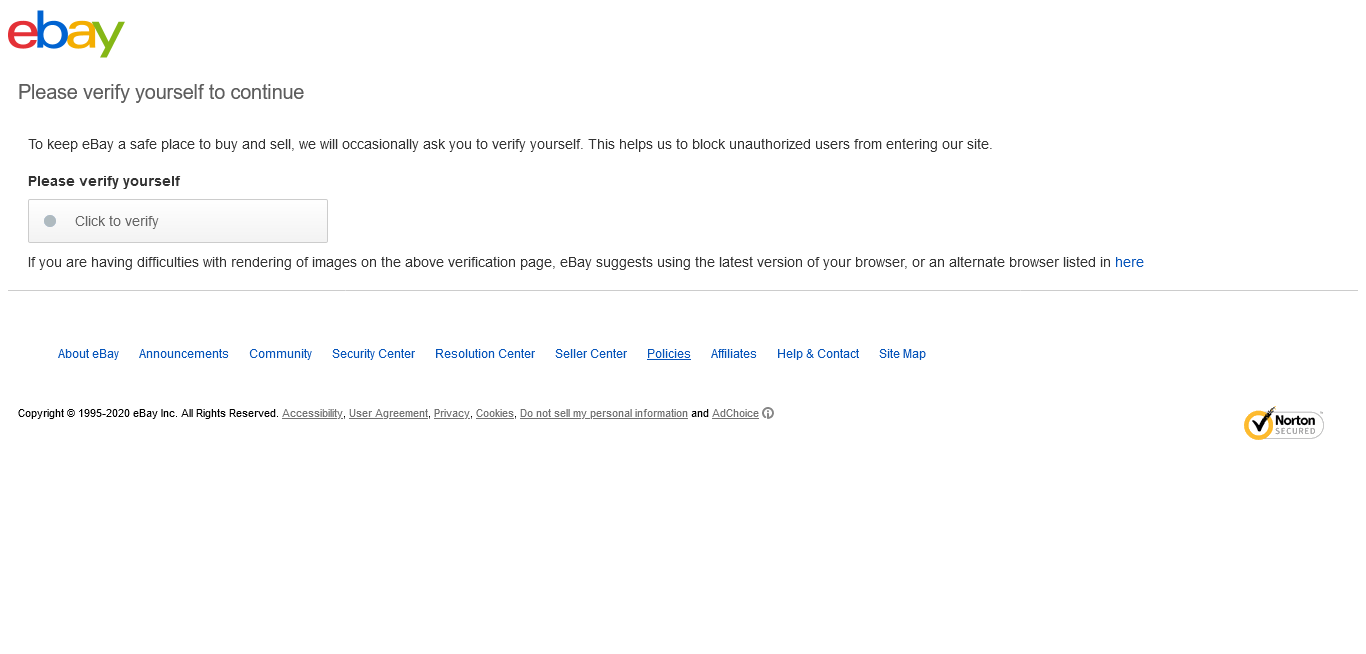 ebay
Please verify yourself to continue
To keep eBay a safe place to buy and sell, we will occasionally ask you to verify yourself. This helps us to block unauthorized users from entering our site.
Please verify yourself
Click to verify
If you are having difficulties with rendering of images on the above verification page, eBay suggests using the latest version of your browser, or an alternate browser listed in here
About eBay Announcements Community Security Center Resolution Center Seller Center Policies Affiliates Help & Contact Site Map
Copyright © 1995-2020 eBay Inc. All Rights Reserved. Accessibility, User Agreement, Privacy, Cookies, Do not sell my personal information and AdChoice
Norton
SECURED